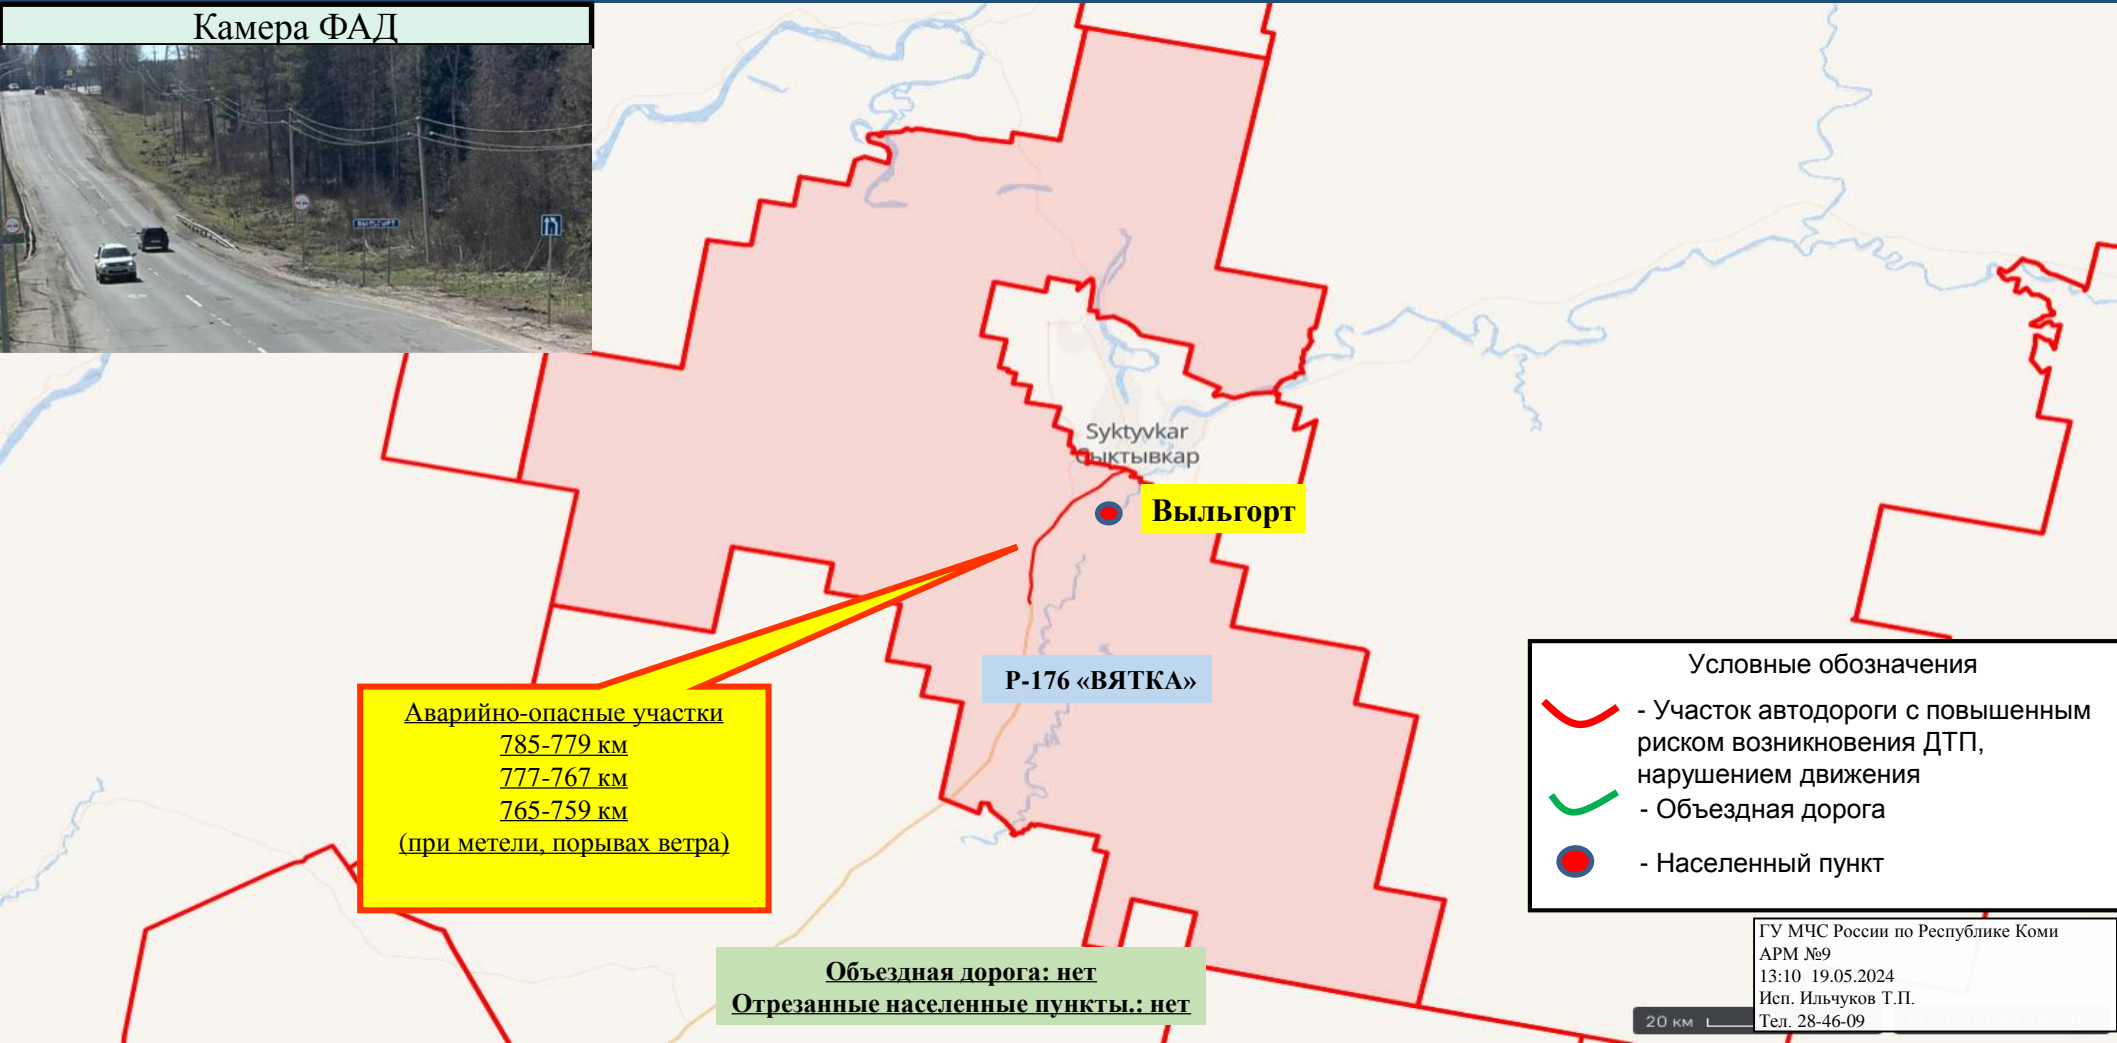 Камера ФАД
ВЫЛЬГОРТ
Syktyvkar
Сыктывкар
Выльгорт
Р-176 «ВЯТКА»
Аварийно-опасные участки
785-779 км
777-767 км
765-759 км
(при метели, порывах ветра)
Условные обозначения
- Участок автодороги с повышенным
риском возникновения ДТП,
нарушением движения
- Объездная дорога
- Населенный пункт
Объездная дорога: нет
Отрезанные населенные пункты.: нет
ГУ МЧС России по Республике Коми
АРМ №9
13:10 19.05.2024
Исп. Ильчуков Т.П.
Тел. 28-46-09
20 км